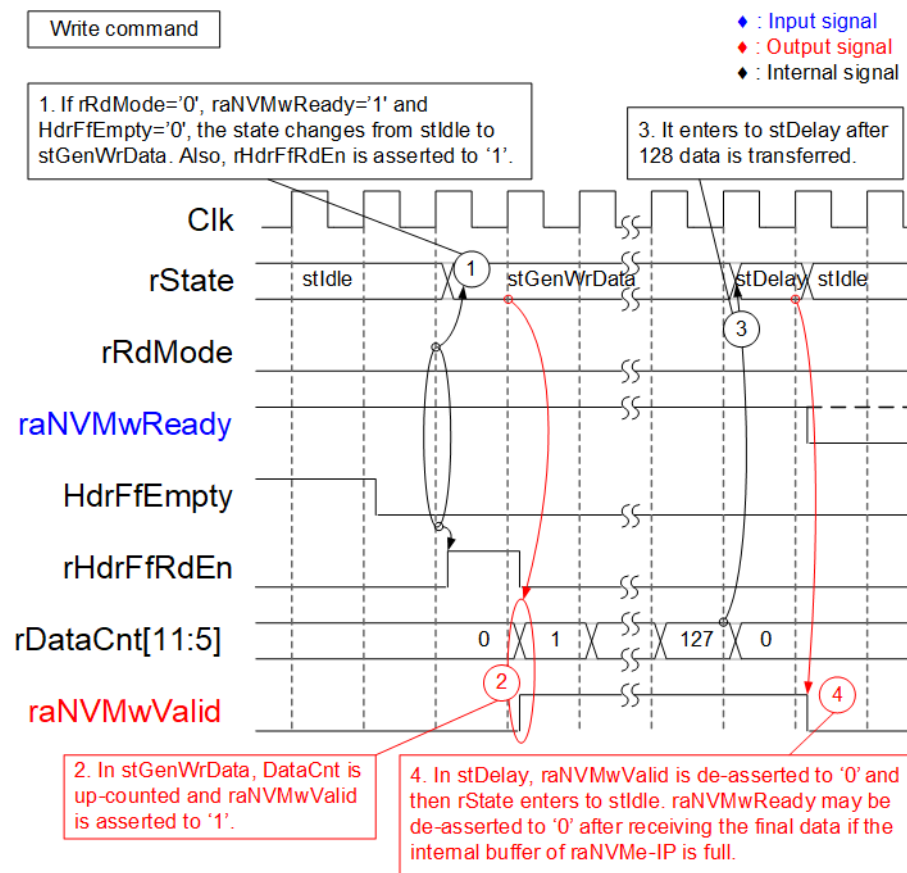 Write command
♦ : Input signal
♦ : Output signal
♦ : Internal signal
1. If rRdMode='0', raNVMwReady='1' and
HdrFfEmpty='0', the state changes from stIdle to
stGenWrData. Also, rHdrFfRdEn is asserted to ‘1’.
3. It enters to stDelay after
128 data is transferred.
Clk
rState
stIdle
1
stGenWrData
stDelay
stIdle
3
rRdMode
raNVMwReady
HdrFfEmpty
rHdrFfRdEn
rDataCnt[11:5]
0
1
127
0
2
4
raNVMwValid
2. In stGenWrData, DataCnt is
up-counted and raNVMwValid
is asserted to ‘1’.
4. In stDelay, raNVMwValid is de-asserted to ‘0’ and
then rState enters to stIdle. raNVMwReady may be
de-asserted to ‘0’ after receiving the final data if the
internal buffer of raNVMe-IP is full.